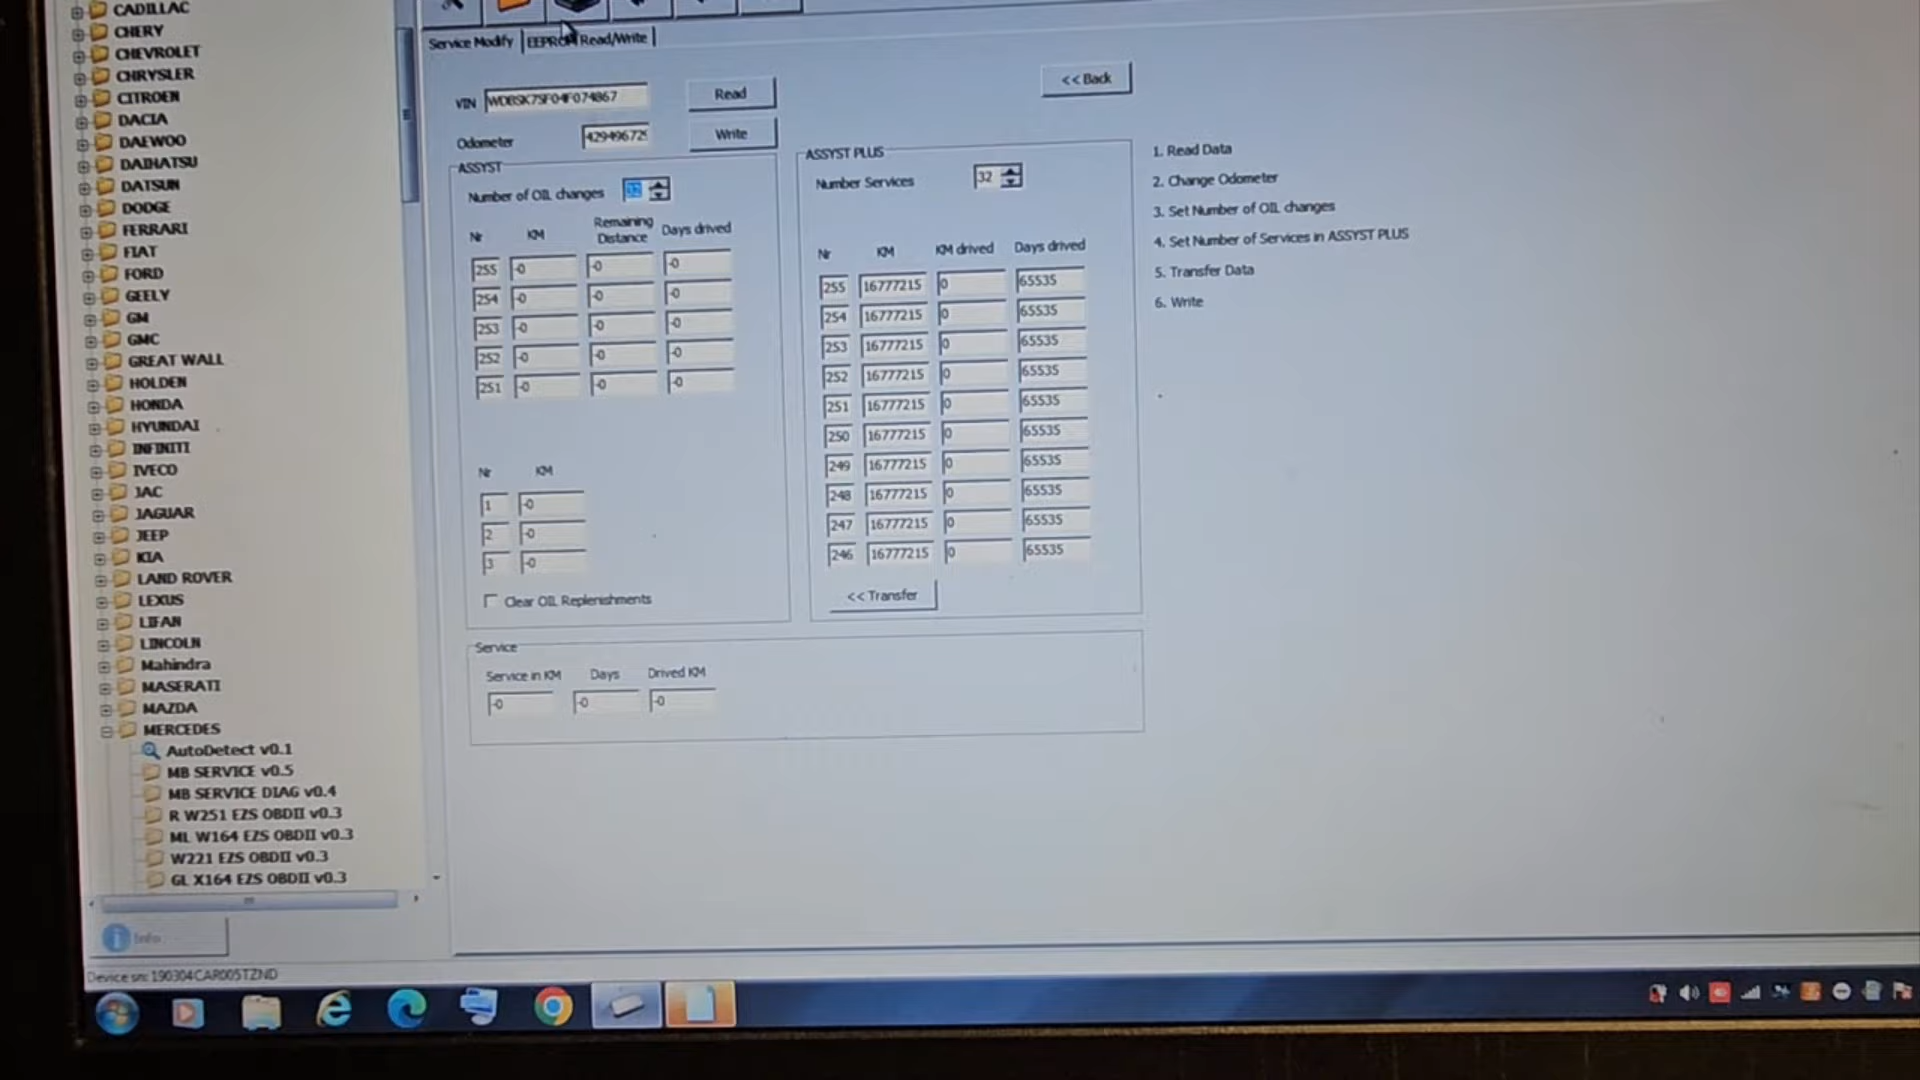 CADILLAC
CHERY
CHEVROLET
CHRYSLER
CITROEN
DACIA
DAEWOO
DAIHATSU
DATSUN
DODGE
FERRARI
FIAT
FORD
GEELY
GM
GMC
GREAT WALL
HOLDEN
HONDA
HYUNDAI
INFINITI
IVECO
JAC
JAGUAR
JEEP
KIA
LAND ROVER
LEXUS
LIFAN
LINCOLN
Mahindra
MASERATI
MAZDA
MERCEDES
AutoDetect v0.1
MB SERVICE v0.5
MB SERVICE DIAG v0.4
R W251 EZS OBDII v0.3
ML W164 EZS OBDII v0.3
W221 EZS OBDII v0.3
GL X164 EZS OBDII v0.3
Info
Device sn: 190304CAR005TZND
Service Modify EEPROM Read/Write
VIN WDBSK75F04F074867 Read << Back
Odometer 429496729 Write
ASSYST
Number of OIL changes 32
Nr KM Remaining Distance Days drived
255 -0 -0 -0
254 -0 -0 -0
253 -0 -0 -0
252 -0 -0 -0
251 -0 -0 -0
Nr KM
1 -0
2 -0
3 -0
Clear OIL Replenishments
ASSYST PLUS
Number Services 32
Nr KM KM drived Days drived
255 16777215 0 65535
254 16777215 0 65535
253 16777215 0 65535
252 16777215 0 65535
251 16777215 0 65535
250 16777215 0 65535
249 16777215 0 65535
248 16777215 0 65535
247 16777215 0 65535
246 16777215 0 65535
<< Transfer
Service
Service in KM Days Drived KM
-0 -0 -0
1. Read Data
2. Change Odometer
3. Set Number of OIL changes
4. Set Number of Services in ASSYST PLUS
5. Transfer Data
6. Write